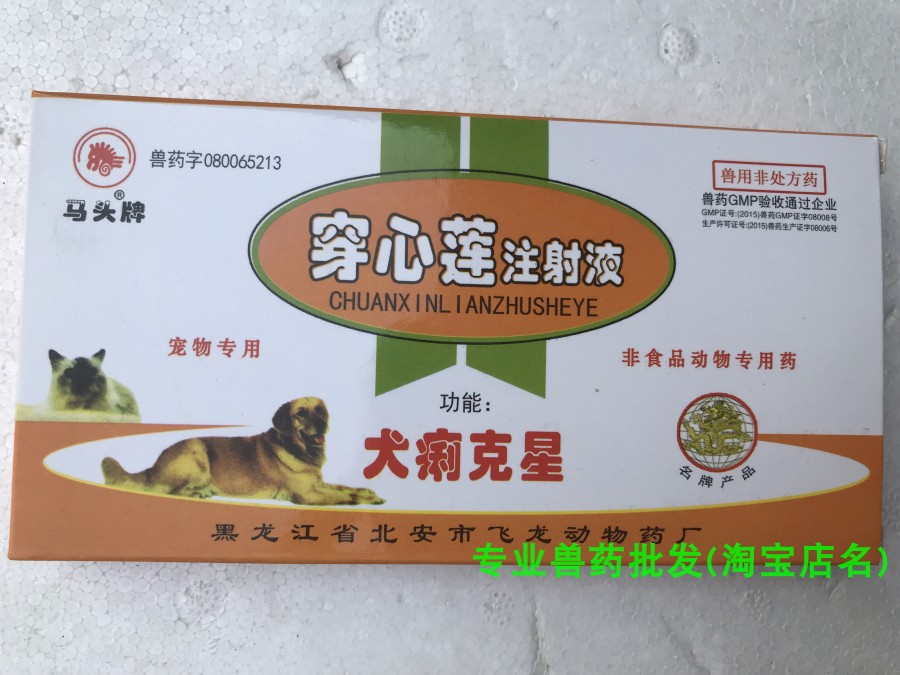 马头牌®
兽药字080065213
兽用非处方药
兽药GMP验收通过企业
GMP证号:(2015)兽药GMP证字08008号
生产许可证号:(2015)兽药生产证字08006号
穿心莲注射液
CHUANXINLIANZHUSHEYE
宠物专用
非食品动物专用药
功能:
犬痢克星
名牌产品
黑龙江省北安市飞龙动物药厂
专业兽药批发(淘宝店名)